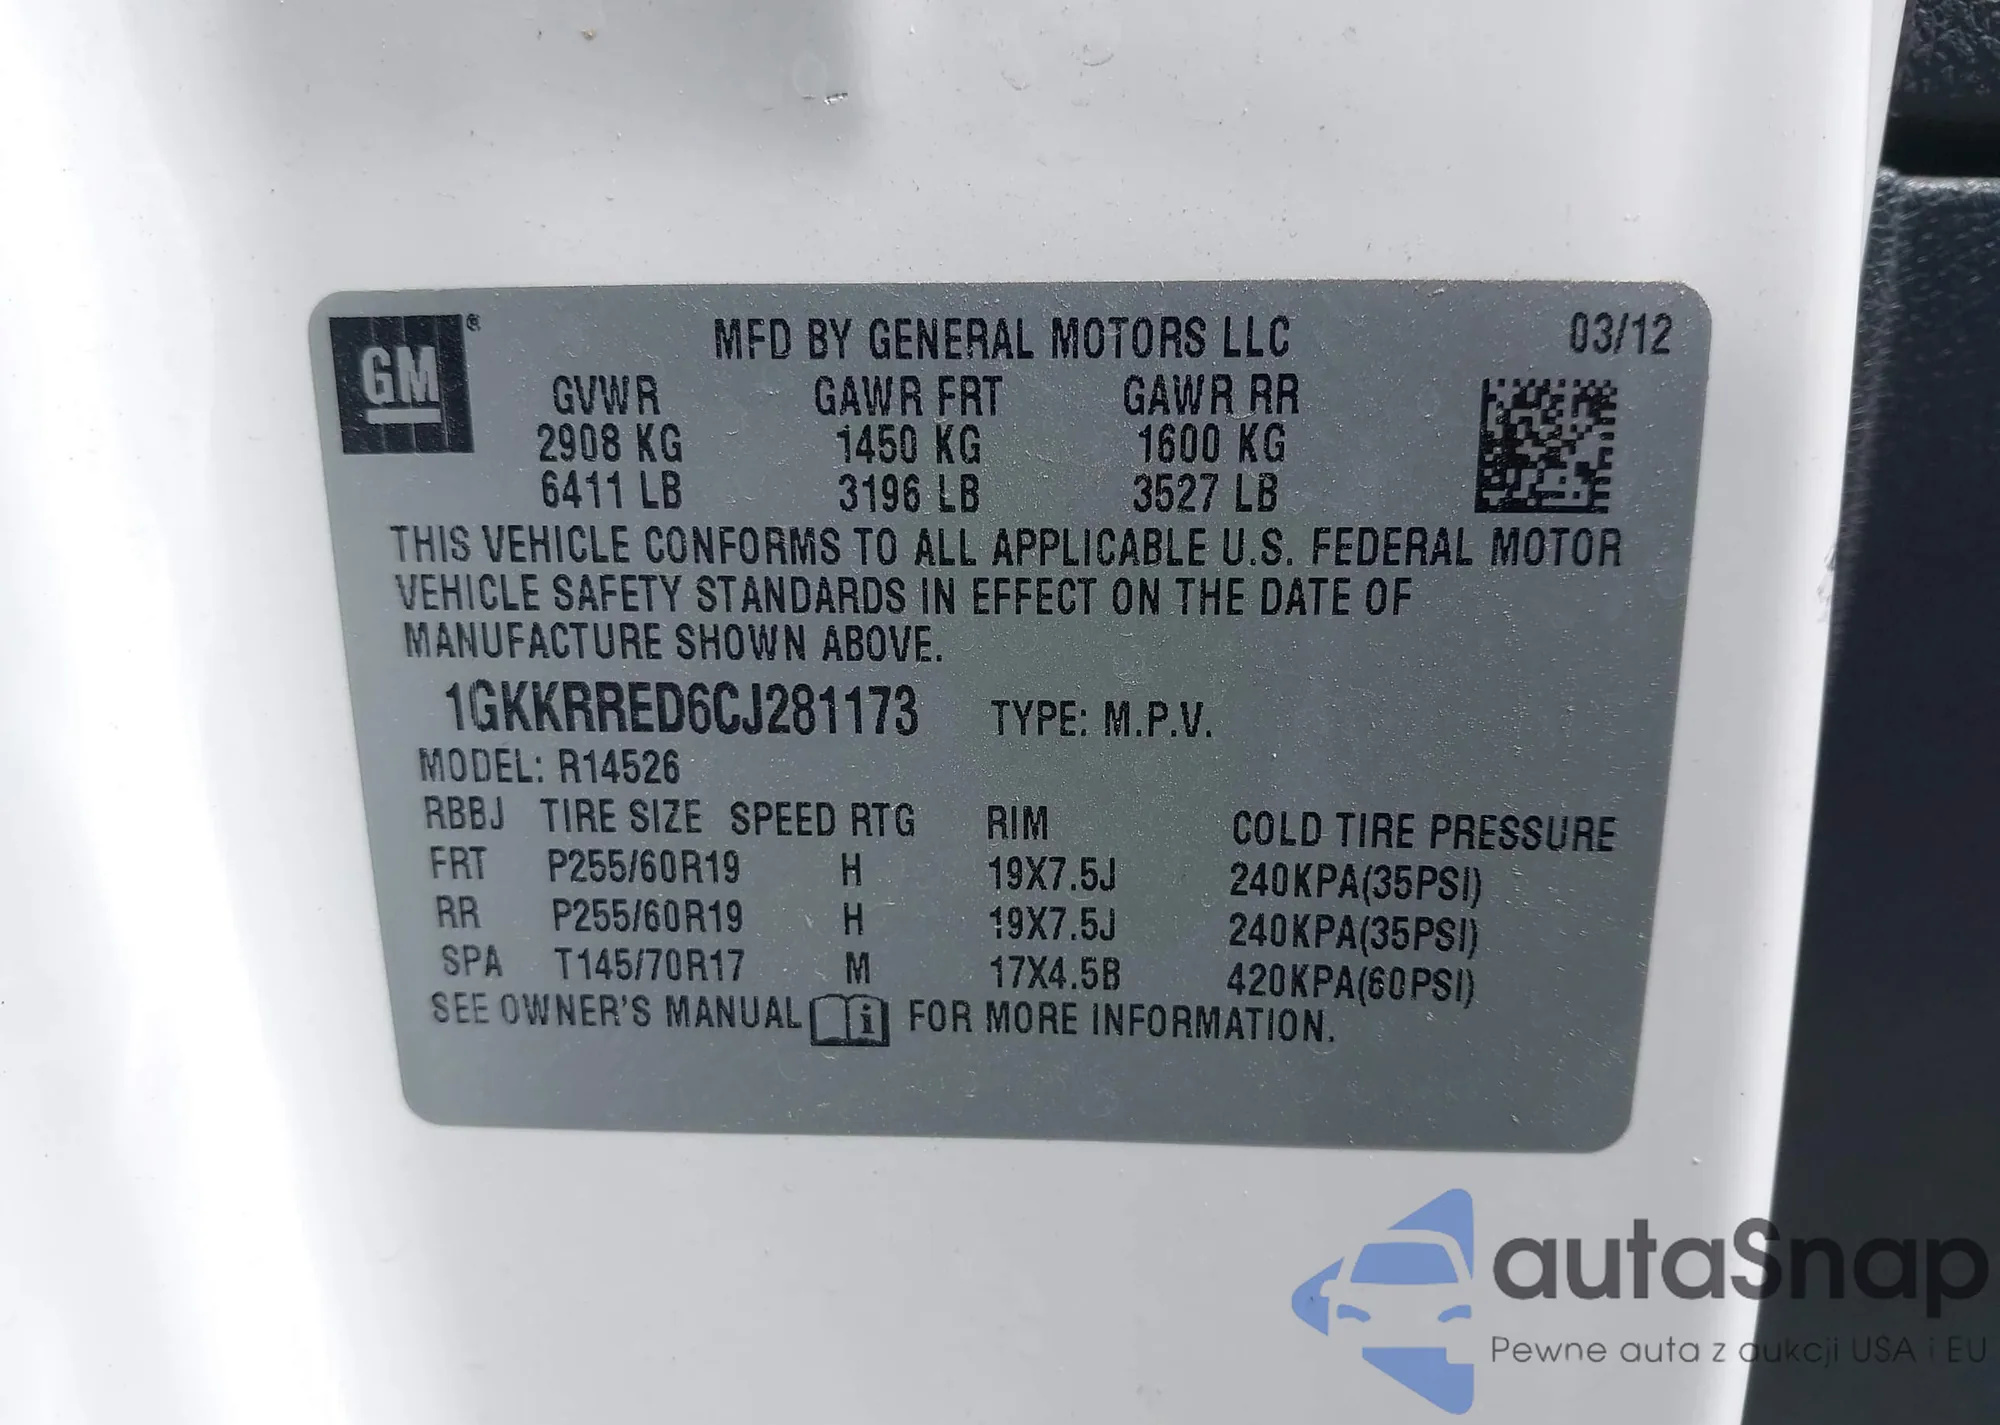 GM ®
MFD BY GENERAL MOTORS LLC 03/12
GVWR GAWR FRT GAWR RR
2908 KG 1450 KG 1600 KG
6411 LB 3196 LB 3527 LB
THIS VEHICLE CONFORMS TO ALL APPLICABLE U.S. FEDERAL MOTOR
VEHICLE SAFETY STANDARDS IN EFFECT ON THE DATE OF
MANUFACTURE SHOWN ABOVE.
1GKKRRED6CJ281173 TYPE: M.P.V.
MODEL: R14526
RBBJ TIRE SIZE SPEED RTG RIM COLD TIRE PRESSURE
FRT P255/60R19 H 19X7.5J 240KPA(35PSI)
RR P255/60R19 H 19X7.5J 240KPA(35PSI)
SPA T145/70R17 M 17X4.5B 420KPA(60PSI)
SEE OWNER'S MANUAL i FOR MORE INFORMATION.
autaSnap
Pewne auta z aukcji USA i EU